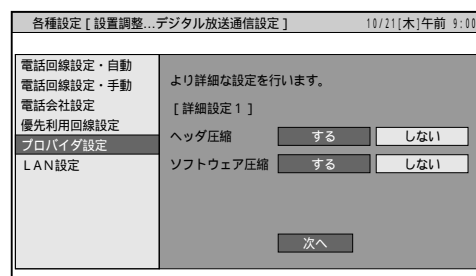 各種設定［設置調整...デジタル放送通信設定］ 10/21[木]午前 9:00
電話回線設定・自動
電話回線設定・手動
電話会社設定
優先利用回線設定
プロバイダ設定
ＬＡＮ設定
より詳細な設定を行います。
［詳細設定１］
ヘッダ圧縮 する しない
ソフトウェア圧縮 する しない
次へ